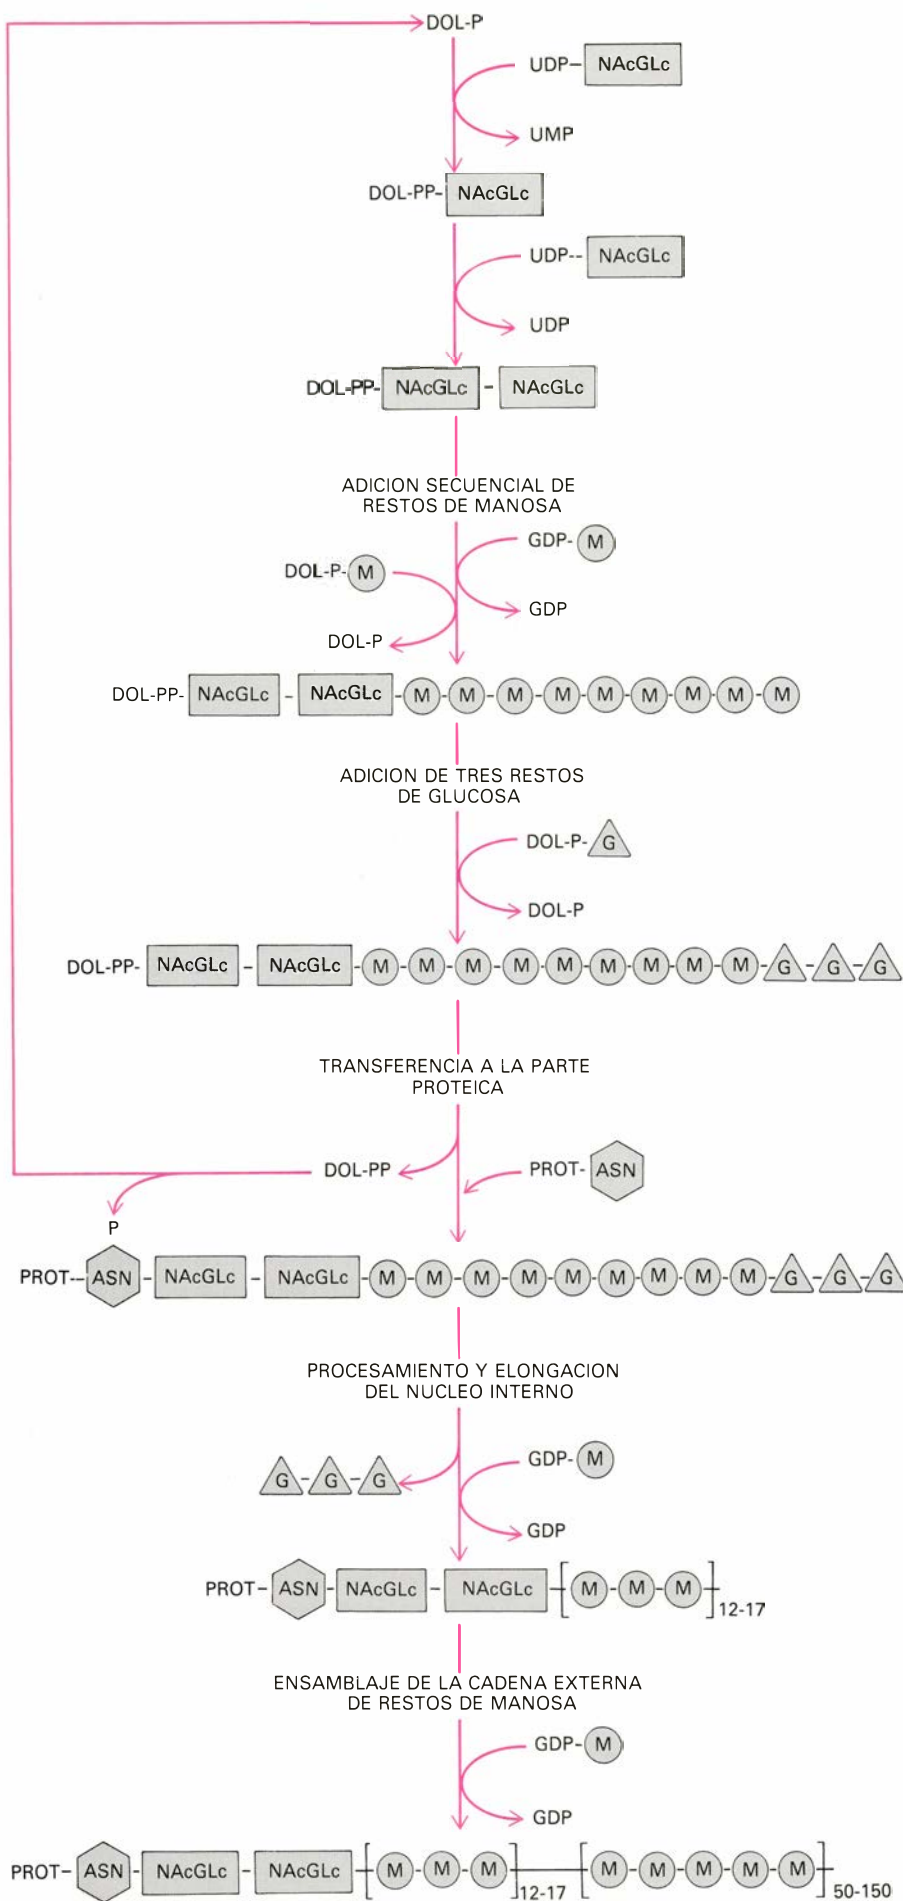 DOL-P
UDP- NAcGLc
UMP
DOL-PP- NAcGLc
UDP-- NAcGLc
UDP
DOL-PP- NAcGLc - NAcGLc
ADICION SECUENCIAL DE
RESTOS DE MANOSA
GDP- M
DOL-P- M
GDP
DOL-P
DOL-PP- NAcGLc - NAcGLc - M - M - M - M - M - M - M - M - M
ADICION DE TRES RESTOS
DE GLUCOSA
DOL-P- G
DOL-P
DOL-PP- NAcGLc - NAcGLc - M - M - M - M - M - M - M - M - M - G - G - G
TRANSFERENCIA A LA PARTE
PROTEICA
DOL-PP
PROT- ASN
P
PROT-- ASN - NAcGLc - NAcGLc - M - M - M - M - M - M - M - M - M - G - G - G
PROCESAMIENTO Y ELONGACION
DEL NUCLEO INTERNO
GDP- M
G - G - G
GDP
PROT- ASN - NAcGLc - NAcGLc - [ M - M - M ] 12-17
ENSAMBLAJE DE LA CADENA EXTERNA
DE RESTOS DE MANOSA
GDP- M
GDP
PROT- ASN - NAcGLc - NAcGLc - [ M - M - M ] 12-17 [ M - M - M - M - M ] 50-150